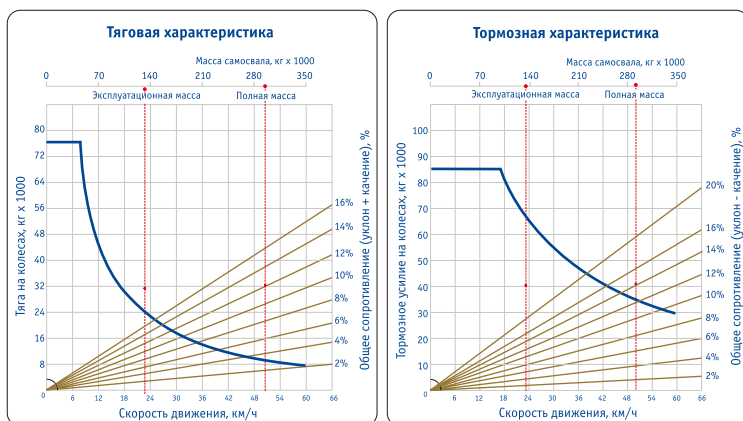 Тяговая характеристика
Масса самосвала, кг x 1000
0 70 140 210 280 350
Эксплуатационная масса Полная масса
Тяга на колесах, кг x 1000
80
72
64
56
48
40
32
24
16
8
0
16%
14%
12%
10%
8%
6%
4%
2%
Общее сопротивление (уклон + качение), %
0 6 12 18 24 30 36 42 48 54 60 66
Скорость движения, км/ч
Тормозная характеристика
Масса самосвала, кг x 1000
0 70 140 210 280 350
Эксплуатационная масса Полная масса
Тормозное усилие на колесах, кг x 1000
100
90
80
70
60
50
40
30
20
10
0
20%
16%
14%
12%
10%
8%
6%
4%
2%
Общее сопротивление (уклон - качение), %
6 12 18 24 30 36 42 48 54 60 66
Скорость движения, км/ч